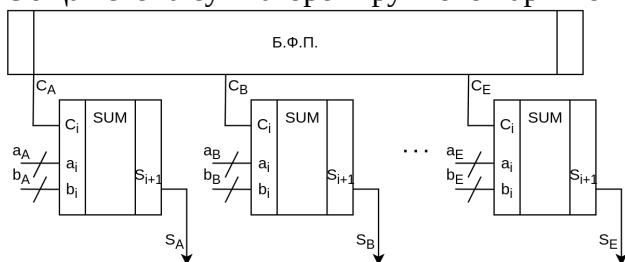 Б.Ф.П.
C_A C_B C_E
SUM SUM SUM
C_i C_i C_i
a_A a_i a_B a_i ... a_E a_i
b_A b_i S_i+1 b_B b_i S_i+1 b_E b_i S_i+1
S_A S_B S_E